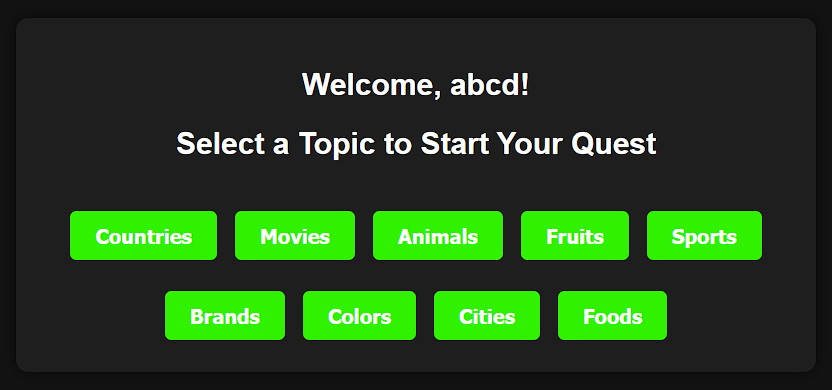 Welcome, abcd!
Select a Topic to Start Your Quest
Countries Movies Animals Fruits Sports
Brands Colors Cities Foods